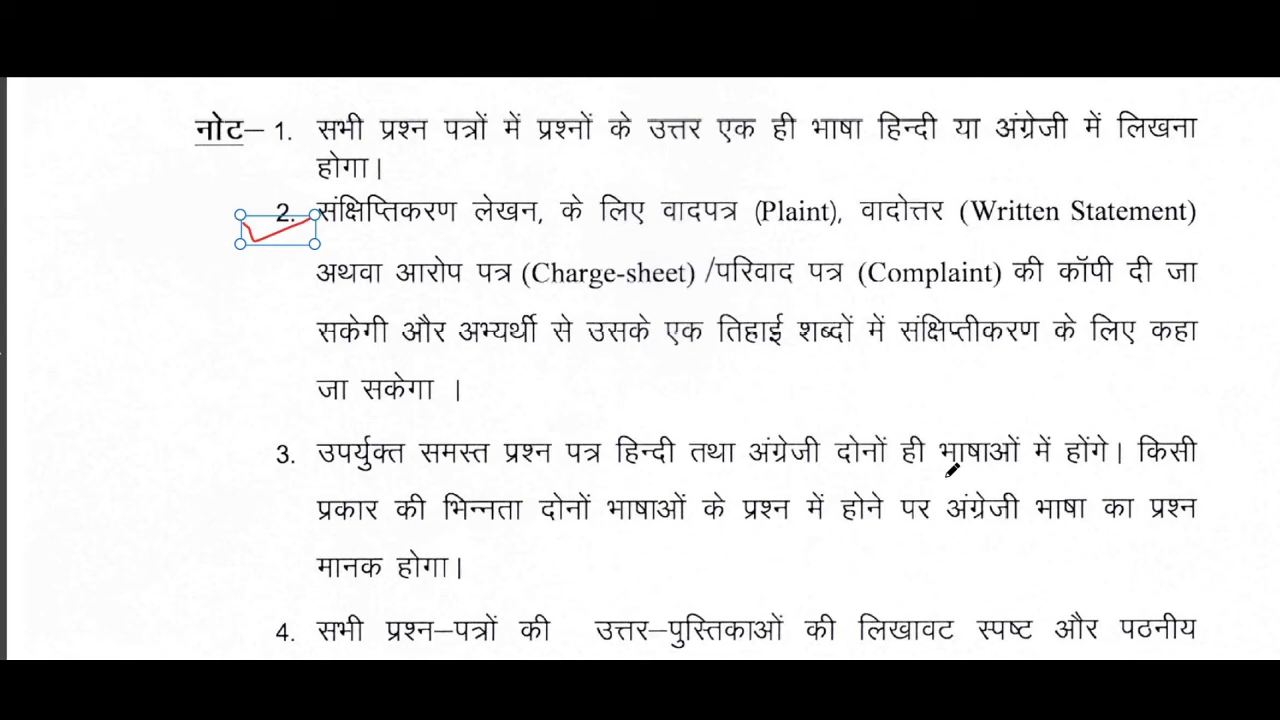 नोट– 1. सभी प्रश्न पत्रों में प्रश्नों के उत्तर एक ही भाषा हिन्दी या अंग्रेजी में लिखना
होगा।
2. संक्षिप्तिकरण लेखन, के लिए वादपत्र (Plaint), वादोत्तर (Written Statement)
अथवा आरोप पत्र (Charge-sheet) /परिवाद पत्र (Complaint) की कॉपी दी जा
सकेगी और अभ्यर्थी से उसके एक तिहाई शब्दों में संक्षिप्तीकरण के लिए कहा
जा सकेगा ।
3. उपर्युक्त समस्त प्रश्न पत्र हिन्दी तथा अंग्रेजी दोनों ही भाषाओं में होंगे। किसी
प्रकार की भिन्नता दोनों भाषाओं के प्रश्न में होने पर अंग्रेजी भाषा का प्रश्न
मानक होगा।
4. सभी प्रश्न–पत्रों की उत्तर–पुस्तिकाओं की लिखावट स्पष्ट और पठनीय